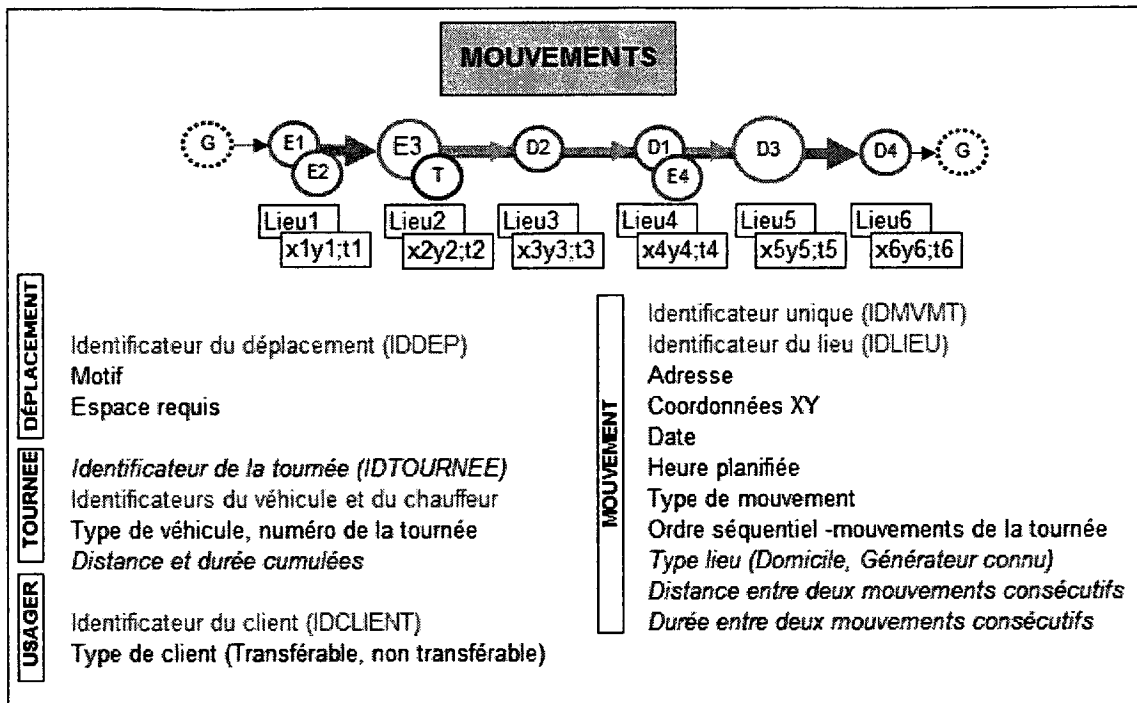 MOUVEMENTS
G E1 E2 E3 T D2 D1 E4 D3 D4 G
Lieu1 Lieu2 Lieu3 Lieu4 Lieu5 Lieu6
x1y1;t1 x2y2;t2 x3y3;t3 x4y4;t4 x5y5;t5 x6y6;t6
DÉPLACEMENT
Identificateur du déplacement (IDDEP)
Motif
Espace requis
TOURNEE
Identificateur de la tournée (IDTOURNEE)
Identificateurs du véhicule et du chauffeur
Type de véhicule, numéro de la tournée
Distance et durée cumulées
USAGER
Identificateur du client (IDCLIENT)
Type de client (Transférable, non transférable)
MOUVEMENT
Identificateur unique (IDMVMT)
Identificateur du lieu (IDLIEU)
Adresse
Coordonnées XY
Date
Heure planifiée
Type de mouvement
Ordre séquentiel -mouvements de la tournée
Type lieu (Domicile, Générateur connu)
Distance entre deux mouvements consécutifs
Durée entre deux mouvements consécutifs